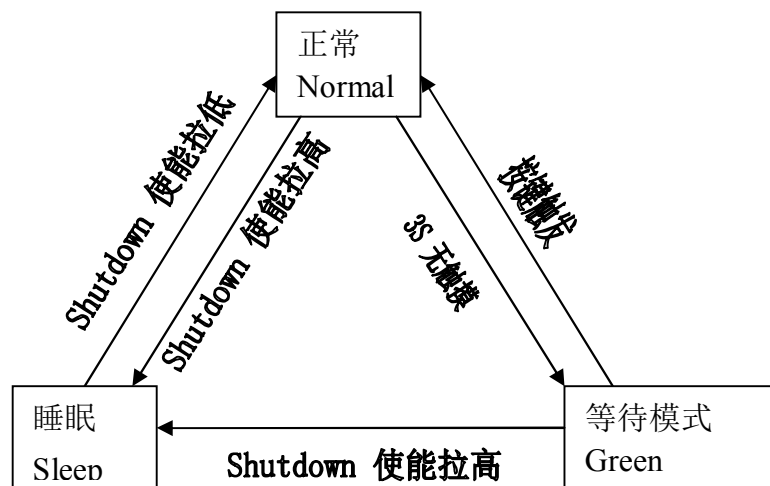 正常
Normal
Shutdown 使能拉低
Shutdown 使能拉高
3S 无触摸
按键触发
睡眠
Sleep
Shutdown 使能拉高
等待模式
Green